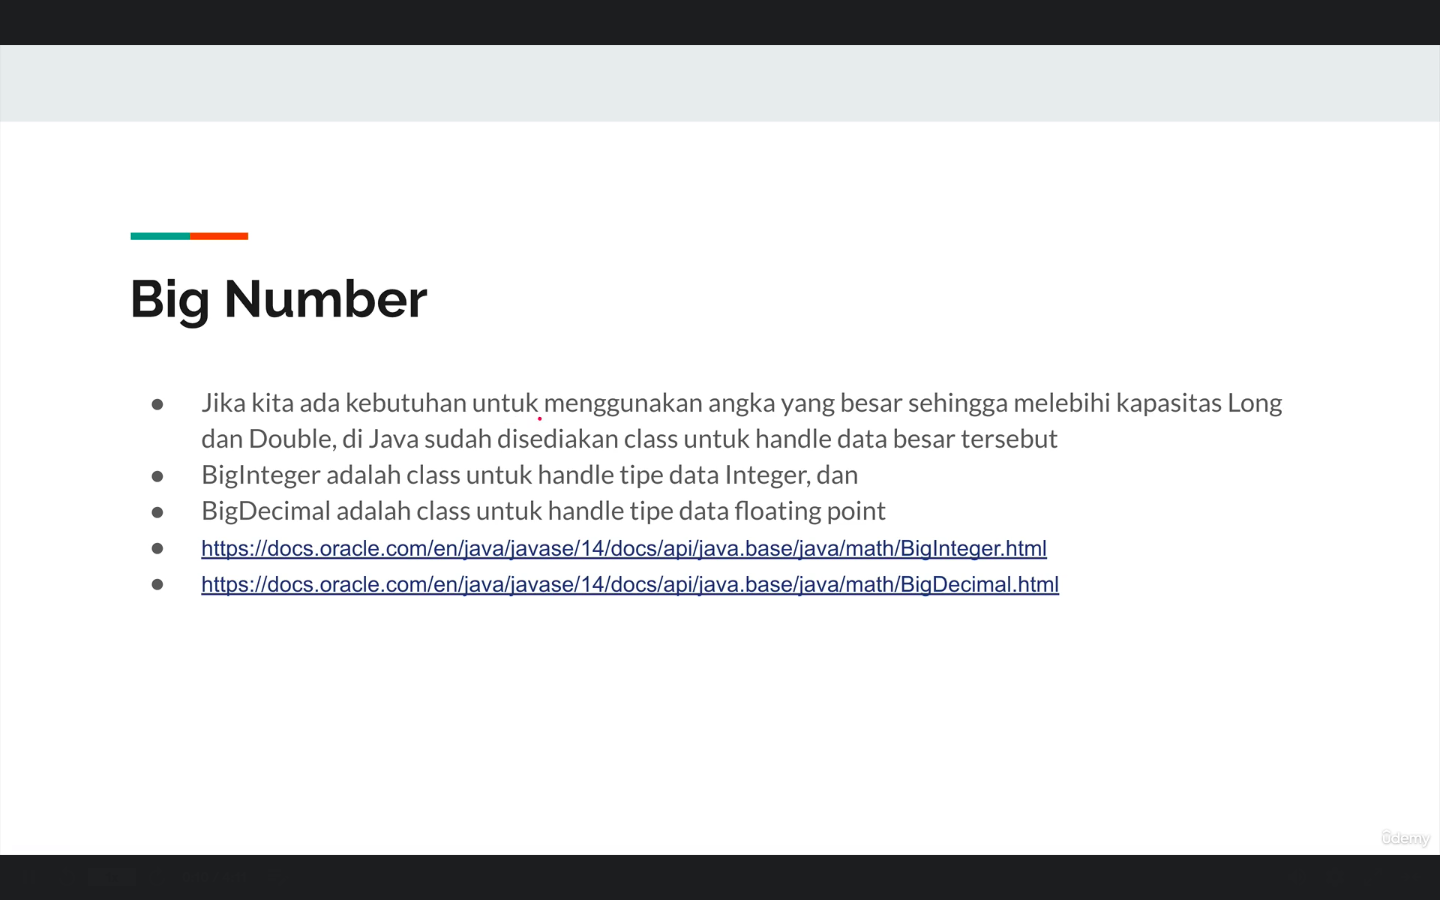 Big Number
● Jika kita ada kebutuhan untuk menggunakan angka yang besar sehingga melebihi kapasitas Long
dan Double, di Java sudah disediakan class untuk handle data besar tersebut
● BigInteger adalah class untuk handle tipe data Integer, dan
● BigDecimal adalah class untuk handle tipe data floating point
● https://docs.oracle.com/en/java/javase/14/docs/api/java.base/java/math/BigInteger.html
● https://docs.oracle.com/en/java/javase/14/docs/api/java.base/java/math/BigDecimal.html
ûdemy